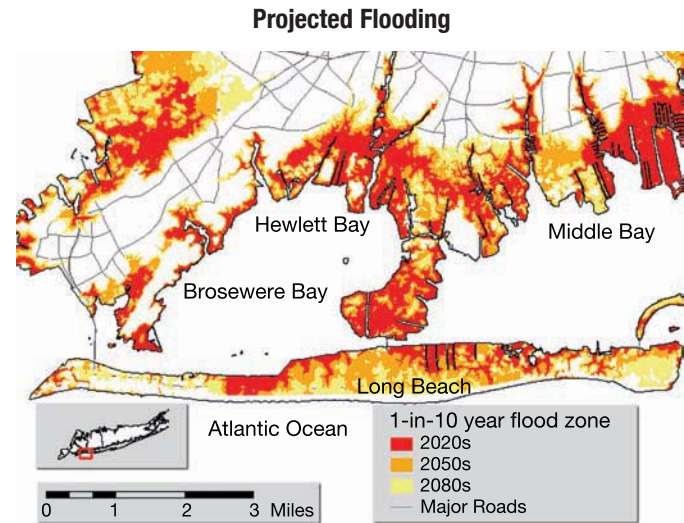 Projected Flooding
Hewlett Bay
Middle Bay
Brosewere Bay
Long Beach
Atlantic Ocean
1-in-10 year flood zone
2020s
2050s
2080s
Major Roads
0 1 2 3 Miles